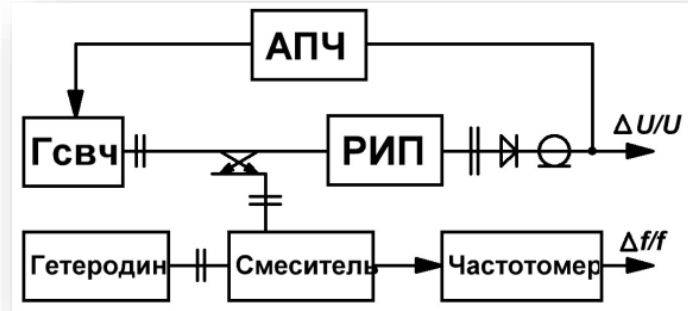 АПЧ
ΔU/U
Гсвч
РИП
Гетеродин
Смеситель
Частотомер
Δf/f